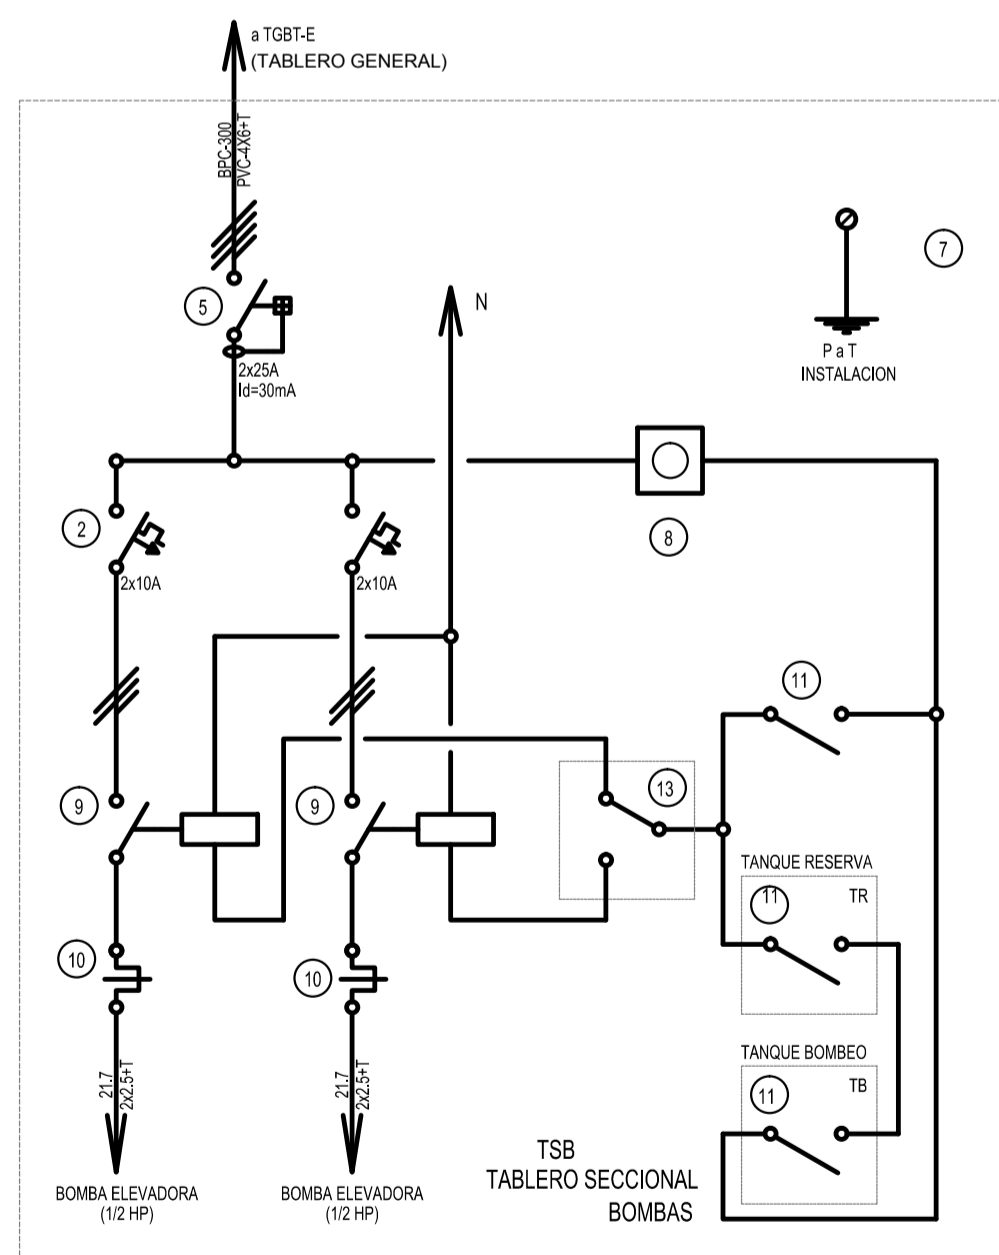 a TGBT-E
(TABLERO GENERAL)
BPC-300
PVC-4X6+T
7
5
N
P a T
INSTALACION
2x25A
Id=30mA
2
8
2x10A
2x10A
11
9
9
13
TANQUE RESERVA
11
TR
10
10
TANQUE BOMBEO
11
TB
21.7
2x2.5+T
21.7
2x2.5+T
TSB
TABLERO SECCIONAL
BOMBAS
BOMBA ELEVADORA
(1/2 HP)
BOMBA ELEVADORA
(1/2 HP)